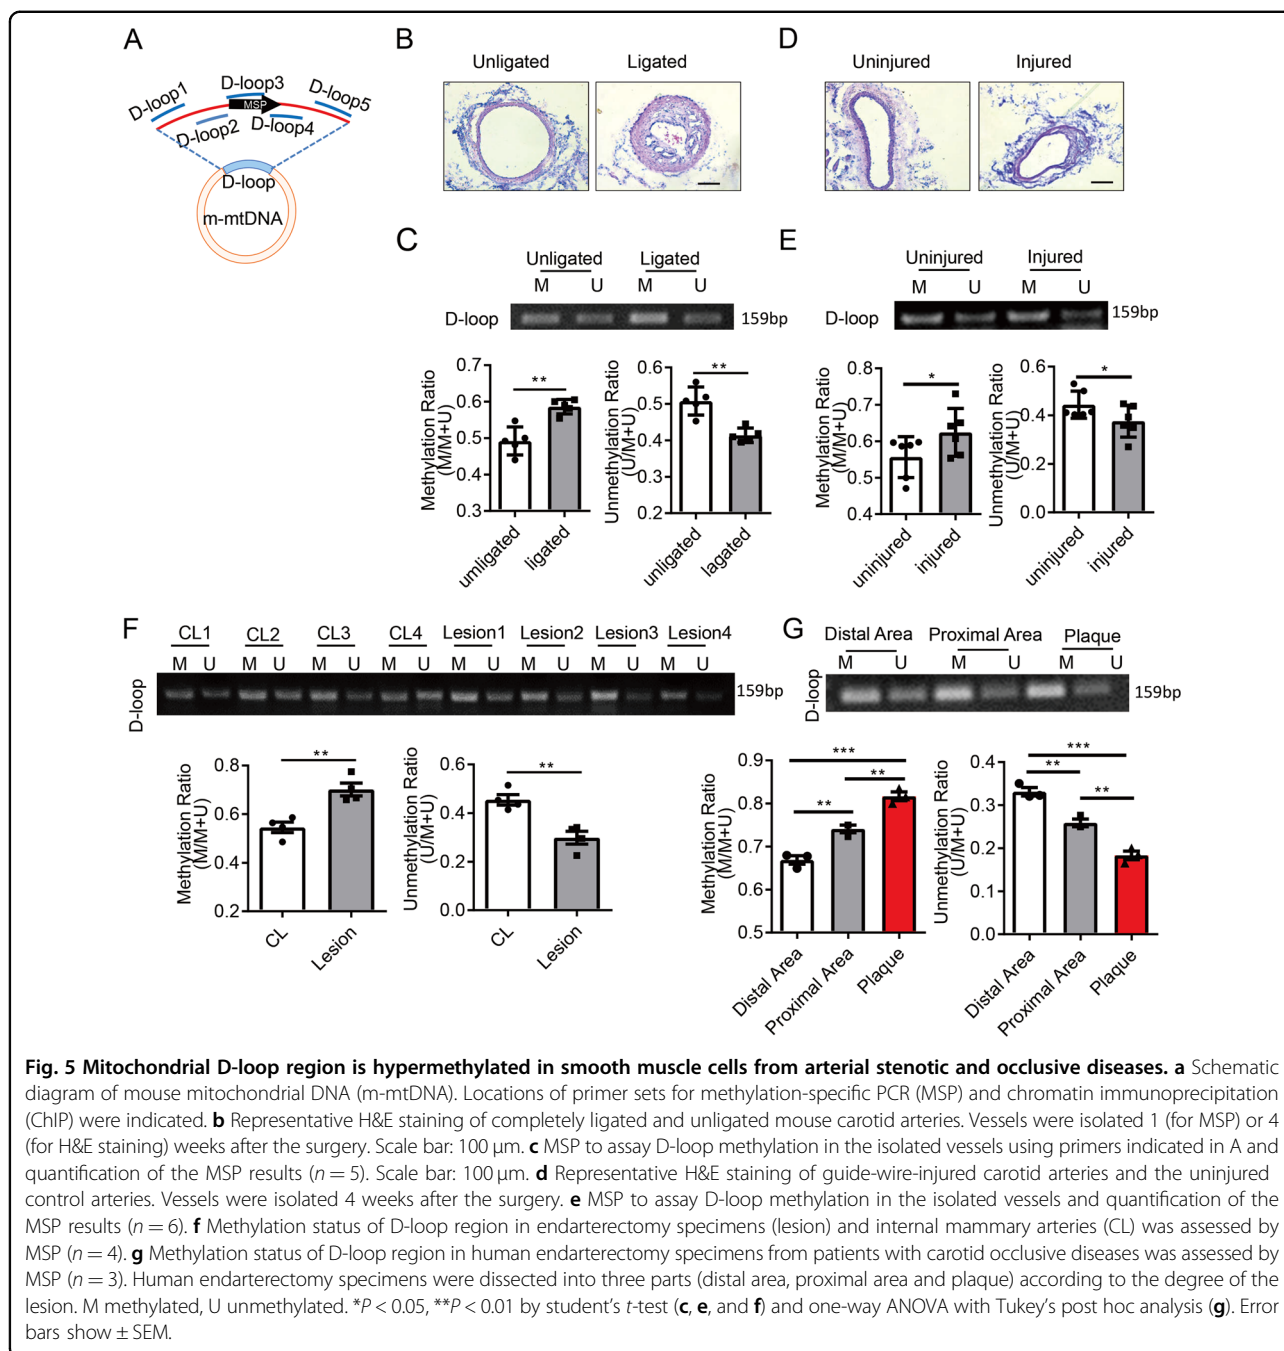 A
D-loop1
D-loop2
D-loop3
MSP
D-loop4
D-loop5
D-loop
m-mtDNA
B
Unligated
Ligated
D
Uninjured
Injured
C
Unligated
Ligated
M
U
M
U
D-loop
159bp
Methylation Ratio
(M/M+U)
0.7
0.6
0.5
0.4
0.3
**
umligated
ligated
Unmethylation Ratio
(U/M+U)
0.6
0.5
0.4
0.3
0.2
**
unligated
lagated
E
Uninjured
Injured
M
U
M
U
D-loop
159bp
Methylation Ratio
(M/M+U)
0.8
0.7
0.6
0.5
0.4
*
uninjured
injured
Unmethylation Ratio
(U/M+U)
0.6
0.4
0.2
0.0
*
uninjured
injured
F
CL1
CL2
CL3
CL4
Lesion1
Lesion2
Lesion3
Lesion4
M U M U M U M U M U M U M U M U
D-loop
159bp
Methylation Ratio
(M/M+U)
0.8
0.6
0.4
0.2
**
CL
Lesion
Unmethylation Ratio
(U/M+U)
0.6
0.4
0.2
0.0
**
CL
Lesion
G
Distal Area
Proximal Area
Plaque
M U M U M U
D-loop
159bp
Methylation Ratio
(M/M+U)
0.9
0.8
0.7
0.6
0.5
***
**
**
Distal Area
Proximal Area
Plaque
Unmethylation Ratio
(U/M+U)
0.4
0.3
0.2
0.1
0.0
***
**
**
Distal Area
Proximal Area
Plaque
Fig. 5 Mitochondrial D-loop region is hypermethylated in smooth muscle cells from arterial stenotic and occlusive diseases. a Schematic
diagram of mouse mitochondrial DNA (m-mtDNA). Locations of primer sets for methylation-specific PCR (MSP) and chromatin immunoprecipitation
(ChIP) were indicated. b Representative H&E staining of completely ligated and unligated mouse carotid arteries. Vessels were isolated 1 (for MSP) or 4
(for H&E staining) weeks after the surgery. Scale bar: 100 μm. c MSP to assay D-loop methylation in the isolated vessels using primers indicated in A and
quantification of the MSP results (n = 5). Scale bar: 100 μm. d Representative H&E staining of guide-wire-injured carotid arteries and the uninjured
control arteries. Vessels were isolated 4 weeks after the surgery. e MSP to assay D-loop methylation in the isolated vessels and quantification of the
MSP results (n = 6). f Methylation status of D-loop region in endarterectomy specimens (lesion) and internal mammary arteries (CL) was assessed by
MSP (n = 4). g Methylation status of D-loop region in human endarterectomy specimens from patients with carotid occlusive diseases was assessed by
MSP (n = 3). Human endarterectomy specimens were dissected into three parts (distal area, proximal area and plaque) according to the degree of the
lesion. M methylated, U unmethylated. *P < 0.05, **P < 0.01 by student's t-test (c, e, and f) and one-way ANOVA with Tukey's post hoc analysis (g). Error
bars show ± SEM.